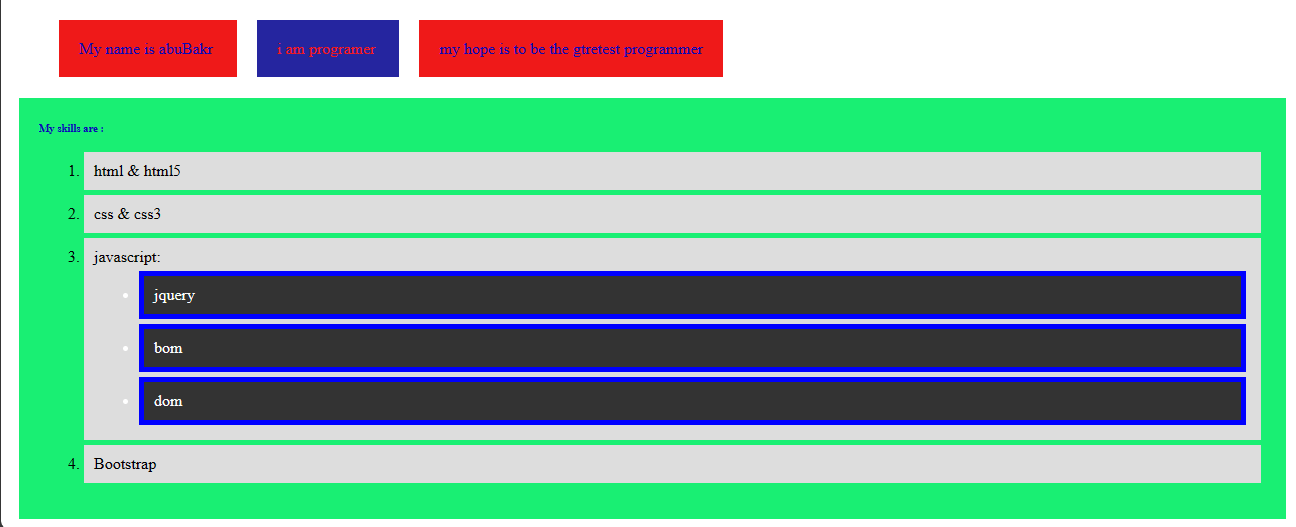 My name is abuBakr
i am programer
my hope is to be the gtretest programmer
My skills are :
1. html & html5
2. css & css3
3. javascript:
• jquery
• bom
• dom
4. Bootstrap